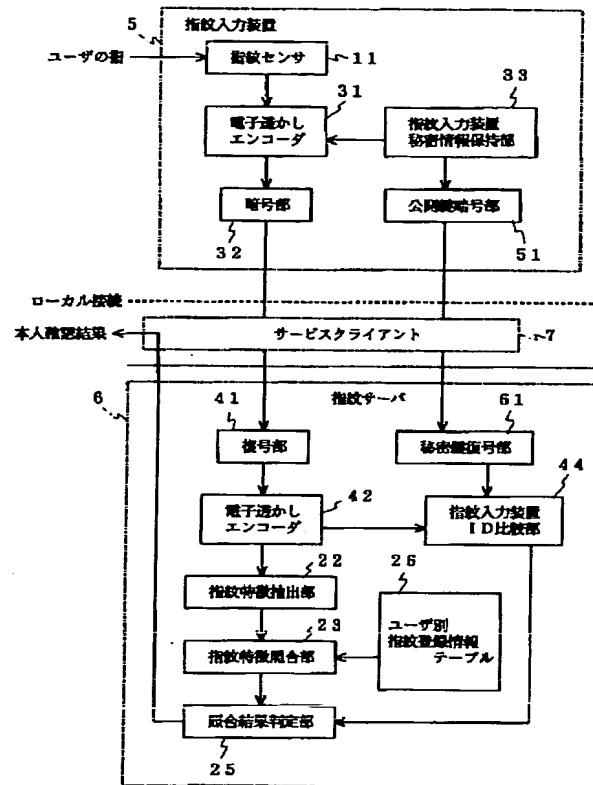 5
指紋入力装置
ユーザの指
指紋センサ
11
31
33
電子透かし
エンコーダ
指紋入力装置
秘密情報保持部
暗号部
公開鍵暗号部
32
51
ローカル接続
本人確認結果
サービスクライアント
7
6
指紋サーバ
41
61
復号部
秘密鍵復号部
44
電子透かし
エンコーダ
42
指紋入力装置
ID比較部
22
指紋特徴抽出部
26
23
ユーザ別
指紋登録情報
テーブル
指紋特徴照合部
照合結果判定部
25